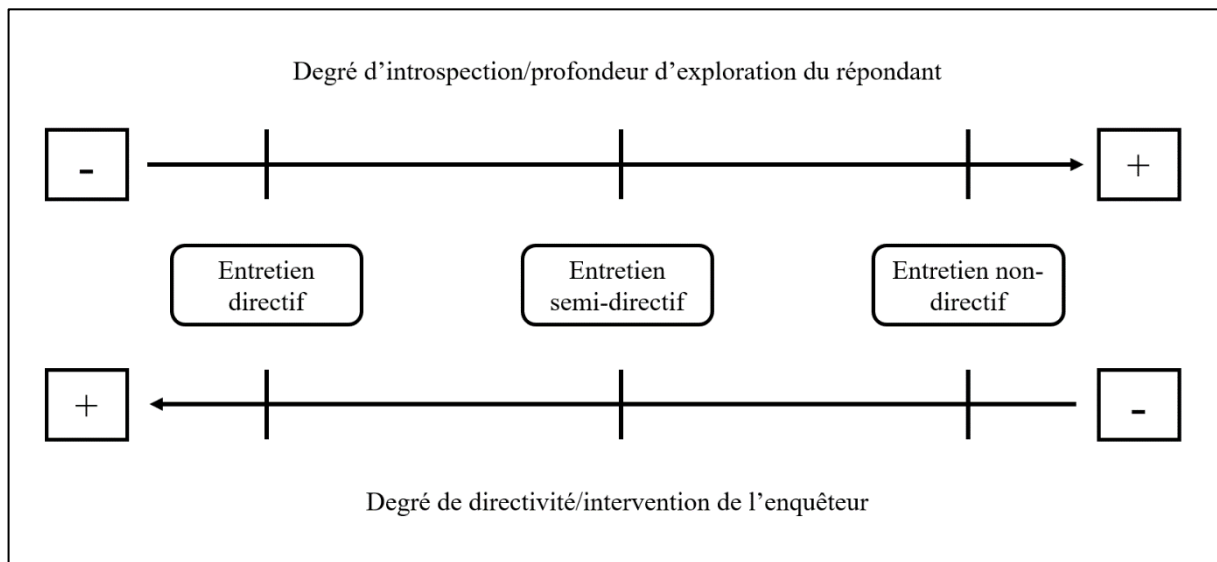 Degré d’introspection/profondeur d’exploration du répondant
-
+
Entretien
directif
Entretien
semi-directif
Entretien non-
directif
+
-
Degré de directivité/intervention de l’enquêteur